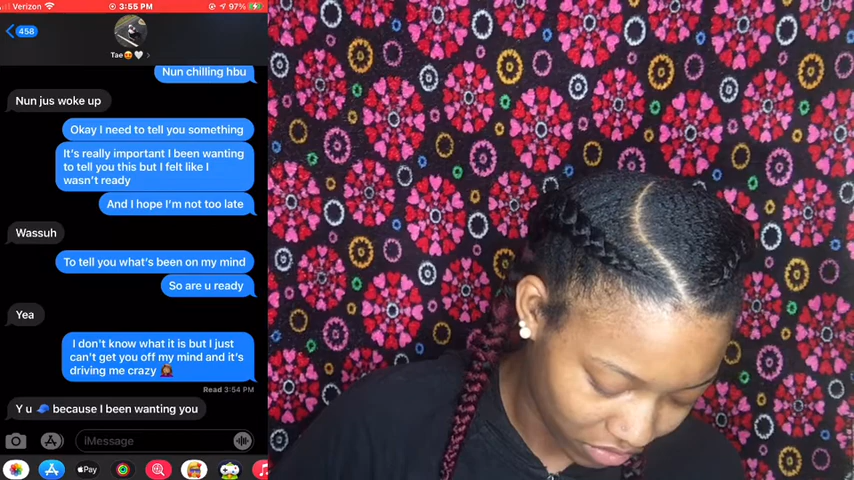 Verizon
3:55 PM
97%
458
Tae😍🤍 >
Nun chilling hbu
Nun jus woke up
Okay I need to tell you something
It's really important I been wanting
to tell you this but I felt like I
wasn't ready
And I hope I'm not too late
Wassuh
To tell you what's been on my mind
So are u ready
Yea
I don't know what it is but I just
can't get you off my mind and it's
driving me crazy 🤦🏾‍♀️
Read 3:54 PM
Y u 🧢 because I been wanting you
iMessage
Pay